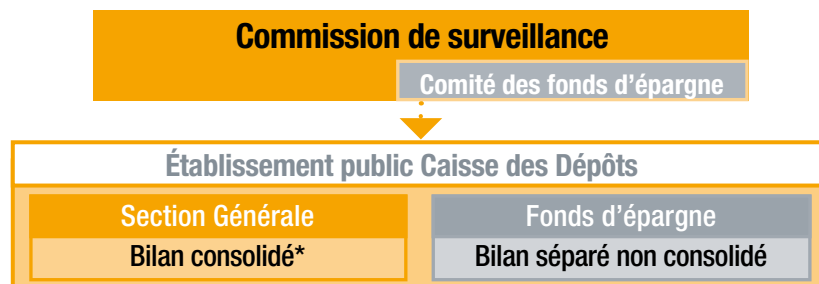 Commission de surveillance
Comité des fonds d'épargne
Établissement public Caisse des Dépôts
Section Générale
Bilan consolidé*
Fonds d'épargne
Bilan séparé non consolidé